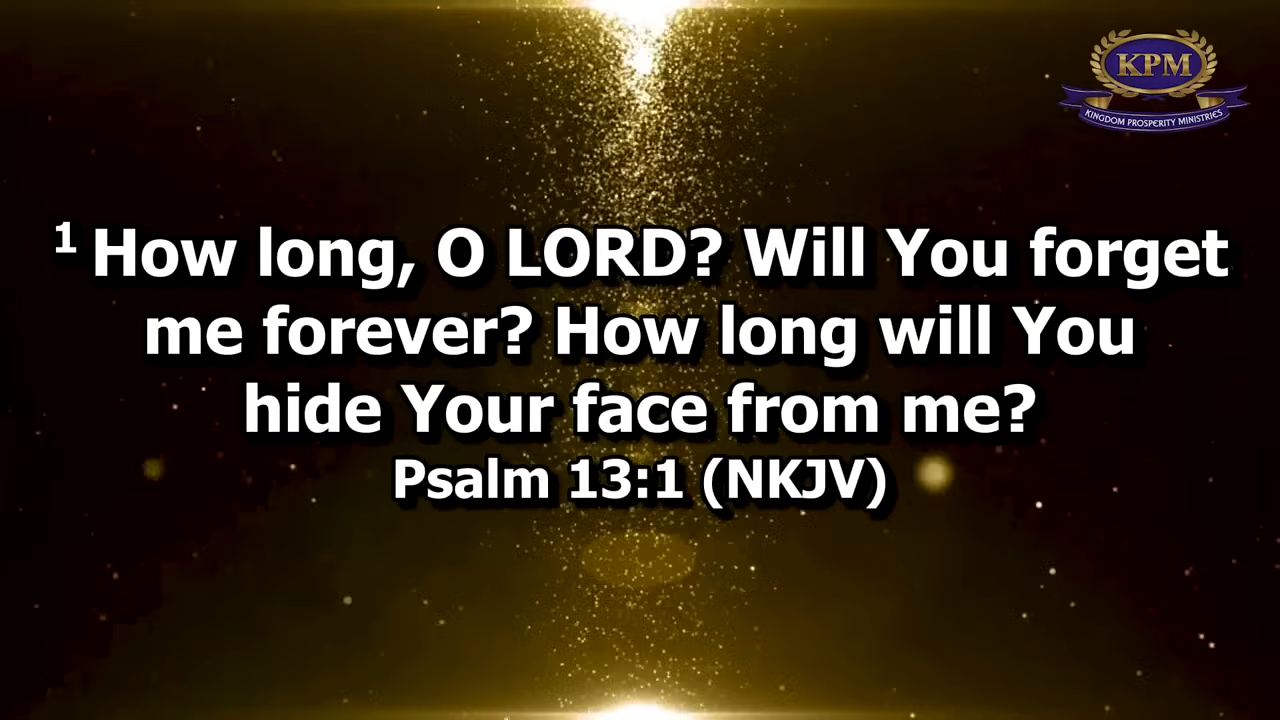 KPM
KINGDOM PROSPERITY MINISTRIES
1 How long, O LORD? Will You forget
me forever? How long will You
hide Your face from me?
Psalm 13:1 (NKJV)